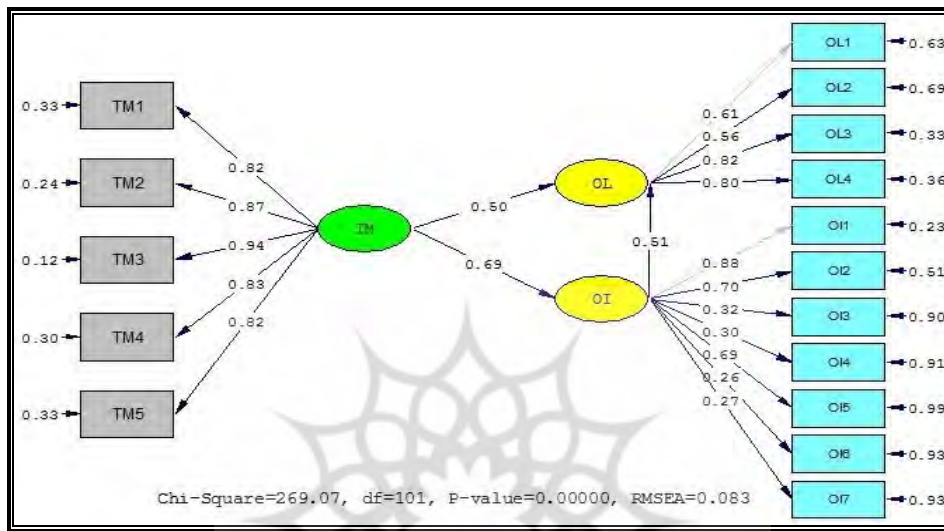 0.33
TM1
0.24
TM2
0.12
TM3
0.30
TM4
0.33
TM5
0.82
0.87
0.94
0.83
0.82
TM
0.50
0.69
OL
0.51
OI
0.61
0.56
0.82
0.80
0.88
0.70
0.32
0.30
0.69
0.26
0.27
OL1
0.63
OL2
0.69
OL3
0.33
OL4
0.36
OI1
0.23
OI2
0.51
OI3
0.90
OI4
0.91
OI5
0.99
OI6
0.93
OI7
0.93
Chi-Square=269.07, df=101, P-value=0.00000, RMSEA=0.083